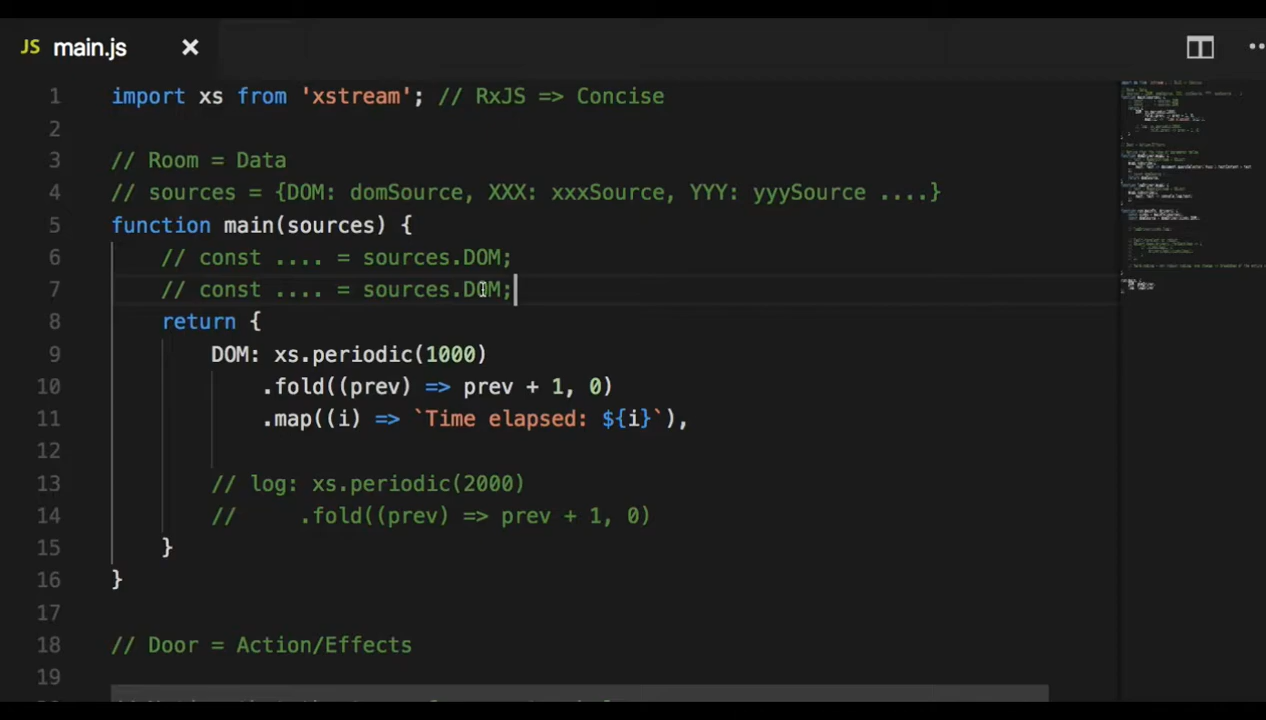 JS main.js
1 import xs from 'xstream'; // RxJS => Concise
2
3 // Room = Data
4 // sources = {DOM: domSource, XXX: xxxSource, YYY: yyySource ....}
5 function main(sources) {
6 // const .... = sources.DOM;
7 // const .... = sources.DOM;
8 return {
9 DOM: xs.periodic(1000)
10 .fold((prev) => prev + 1, 0)
11 .map((i) => `Time elapsed: ${i}`),
12
13 // log: xs.periodic(2000)
14 // .fold((prev) => prev + 1, 0)
15 }
16 }
17
18 // Door = Action/Effects
19